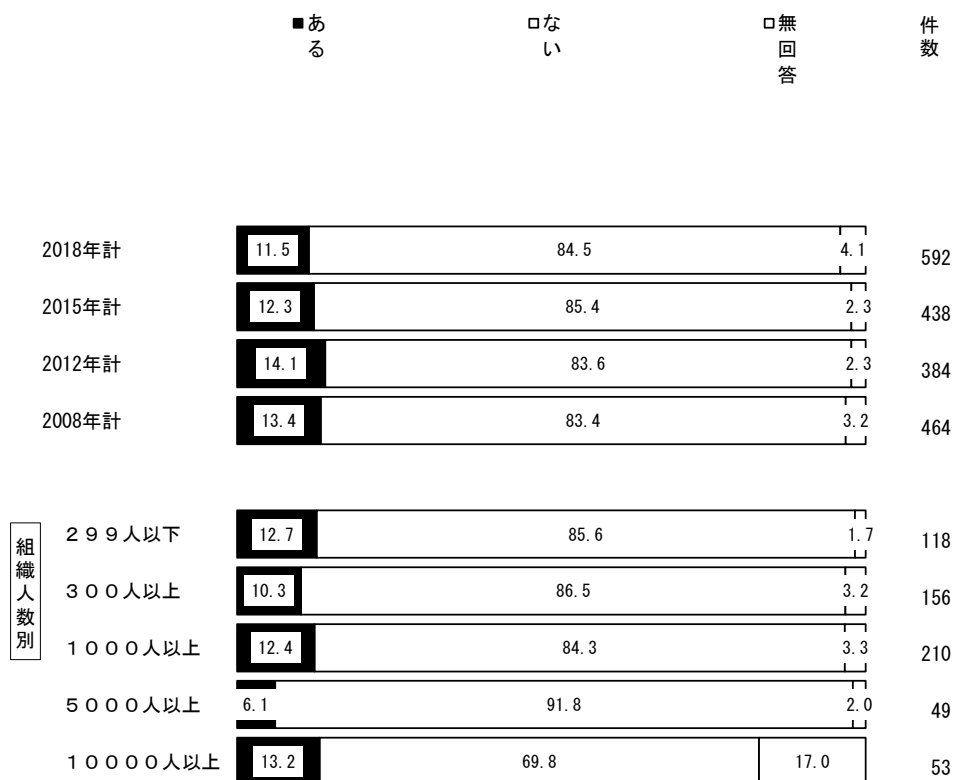 ■ある □ない □無回答 件数
2018年計 11.5 84.5 4.1 592
2015年計 12.3 85.4 2.3 438
2012年計 14.1 83.6 2.3 384
2008年計 13.4 83.4 3.2 464
組織人数別
２９９人以下 12.7 85.6 1.7 118
３００人以上 10.3 86.5 3.2 156
１０００人以上 12.4 84.3 3.3 210
５０００人以上 6.1 91.8 2.0 49
１００００人以上 13.2 69.8 17.0 53